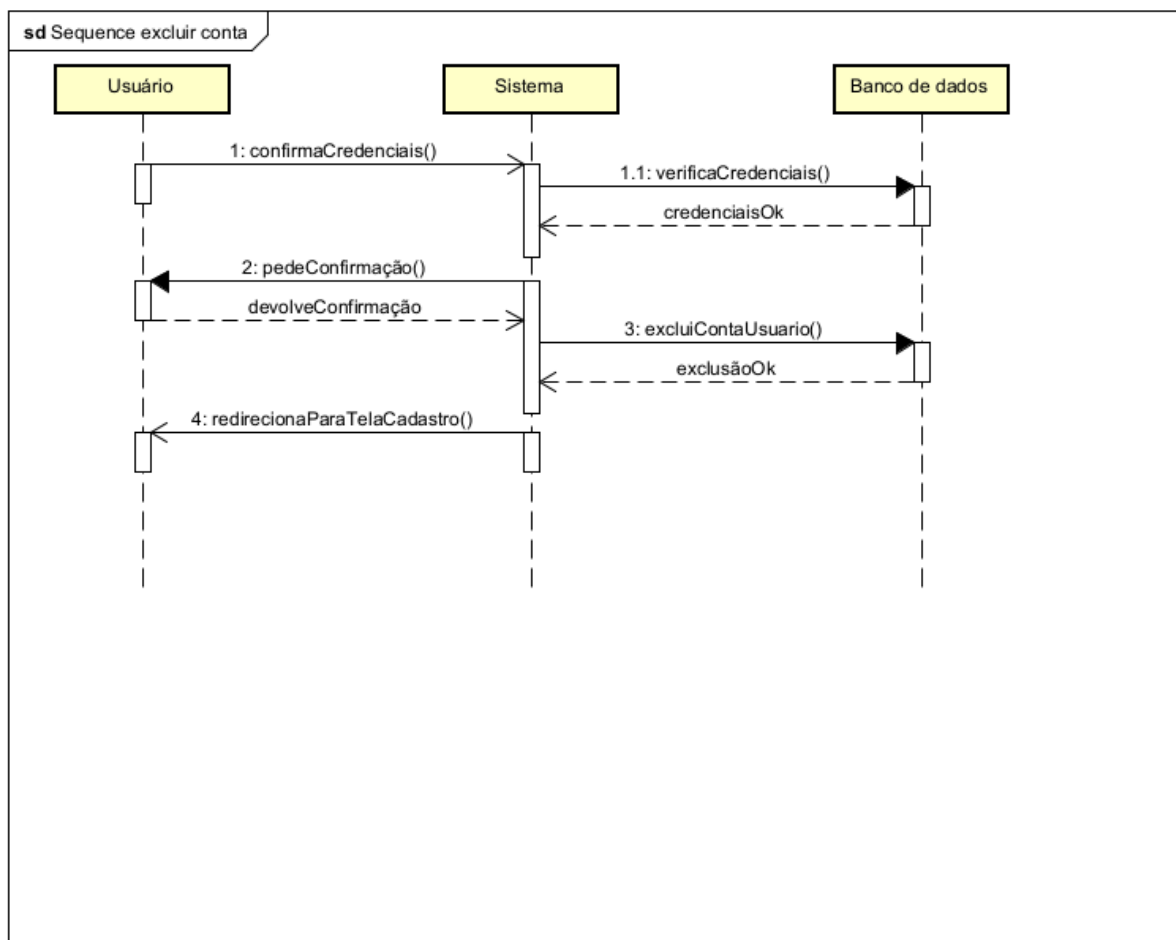 sd Sequence excluir conta
Usuário
Sistema
Banco de dados
1: confirmaCredenciais()
1.1: verificaCredenciais()
credenciaisOk
2: pedeConfirmação()
devolveConfirmação
3: excluiContaUsuario()
exclusãoOk
4: redirecionaParaTelaCadastro()